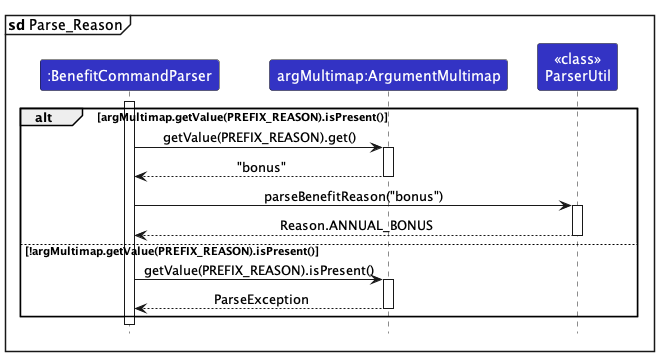 sd Parse_Reason
:BenefitCommandParser
argMultimap:ArgumentMultimap
«class»
ParserUtil
alt
[argMultimap.getValue(PREFIX_REASON).isPresent()]
getValue(PREFIX_REASON).get()
"bonus"
parseBenefitReason("bonus")
Reason.ANNUAL_BONUS
[!argMultimap.getValue(PREFIX_REASON).isPresent()]
getValue(PREFIX_REASON).isPresent()
ParseException